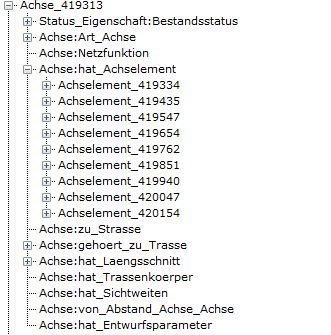 Achse_419313
Status_Eigenschaft:Bestandsstatus
Achse:Art_Achse
Achse:Netzfunktion
Achse:hat_Achselement
Achselement_419334
Achselement_419435
Achselement_419547
Achselement_419654
Achselement_419762
Achselement_419851
Achselement_419940
Achselement_420047
Achselement_420154
Achse:zu_Strasse
Achse:gehoert_zu_Trasse
Achse:hat_Laengsschnitt
Achse:hat_Trassenkoerper
Achse:hat_Sichtweiten
Achse:von_Abstand_Achse_Achse
Achse:hat_Entwurfsparameter